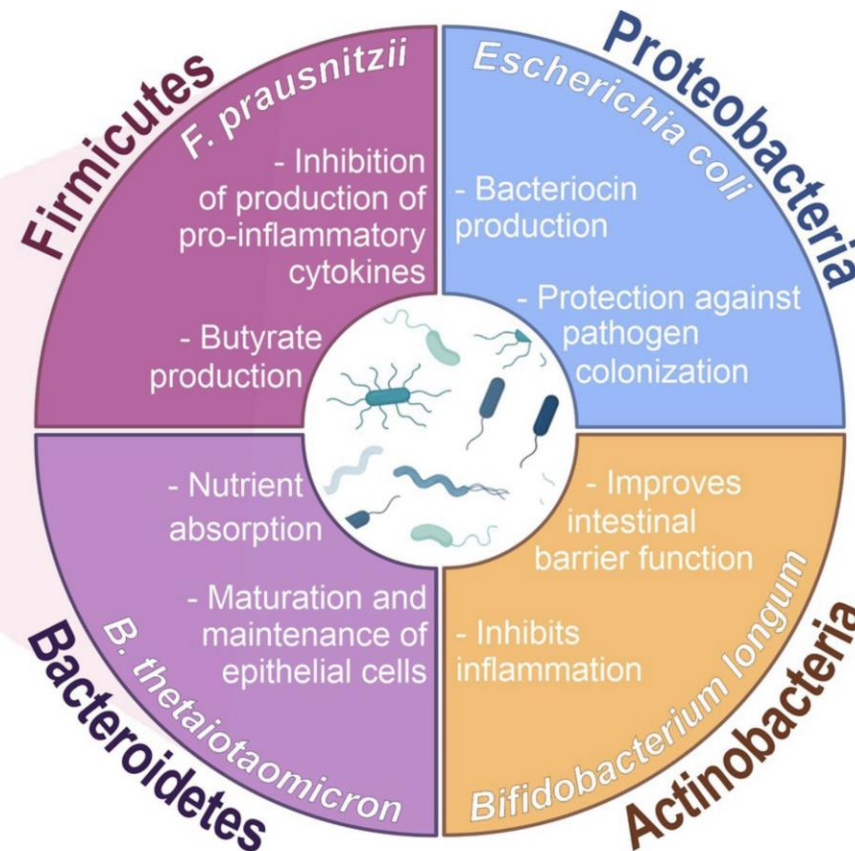 Firmicutes
F. prausnitzii
- Inhibition
of production of
pro-inflammatory
cytokines
- Butyrate
production
Proteobacteria
Escherichia coli
- Bacteriocin
production
- Protection against
pathogen
colonization
Bacteroidetes
- Nutrient
absorption
- Maturation and
maintenance of
epithelial cells
B. thetaiotaomicron
Actinobacteria
- Improves
intestinal
barrier function
- Inhibits
inflammation
Bifidobacterium longum